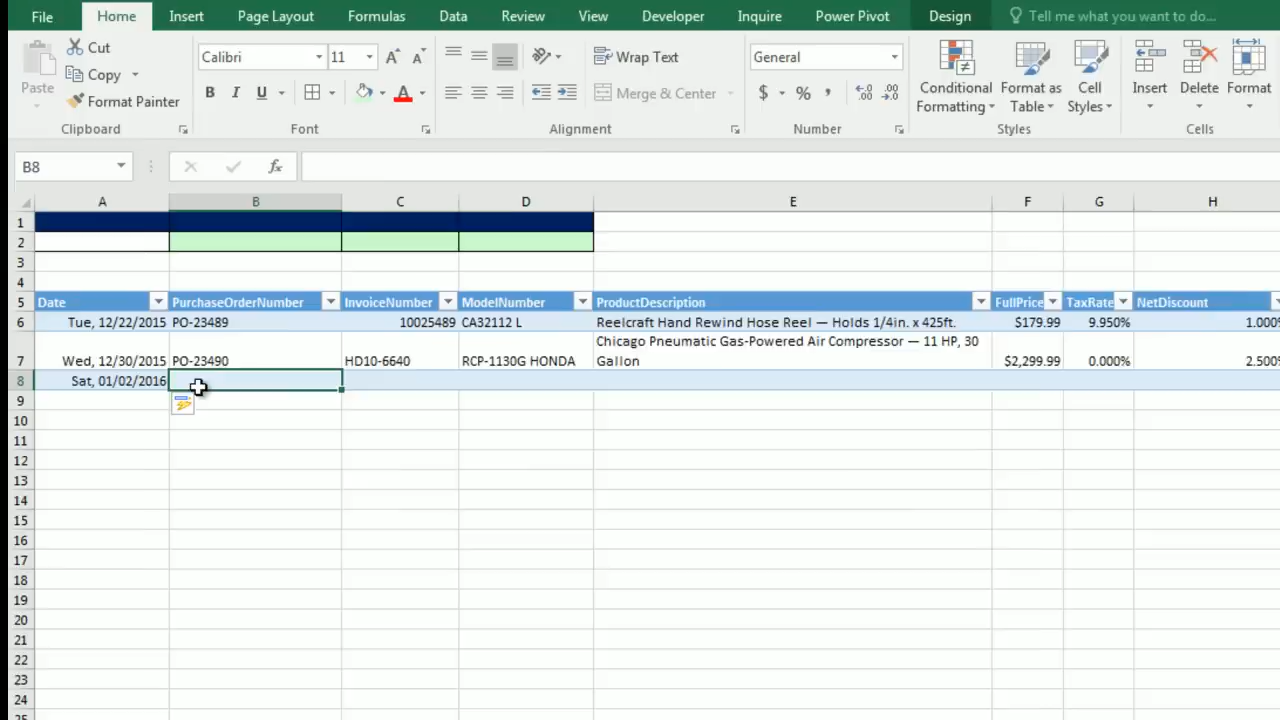 File Home Insert Page Layout Formulas Data Review View Developer Inquire Power Pivot Design Tell me what you want to do...
Paste Cut Copy Format Painter
Calibri 11 A A Wrap Text General
B I U A Merge & Center $ % , .0 .00 .00 .0
Conditional Formatting Format as Table Cell Styles Insert Delete Format
Clipboard Font Alignment Number Styles Cells
B8 fx
A B C D E F G H
1
2
3
4
5 Date PurchaseOrderNumber InvoiceNumber ModelNumber ProductDescription FullPrice TaxRate NetDiscount
6 Tue, 12/22/2015 PO-23489 10025489 CA32112 L Reelcraft Hand Rewind Hose Reel — Holds 1/4in. x 425ft. $179.99 9.950% 1.000%
Chicago Pneumatic Gas-Powered Air Compressor — 11 HP, 30
7 Wed, 12/30/2015 PO-23490 HD10-6640 RCP-1130G HONDA Gallon $2,299.99 0.000% 2.500%
8 Sat, 01/02/2016
9
10
11
12
13
14
15
16
17
18
19
20
21
22
23
24
25